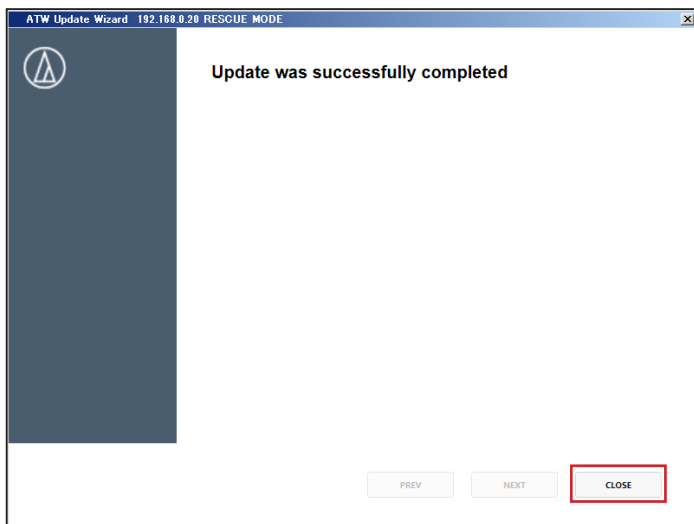 ATW Update Wizard 192.168.0.20 RESCUE MODE
Update was successfully completed
PREV NEXT CLOSE